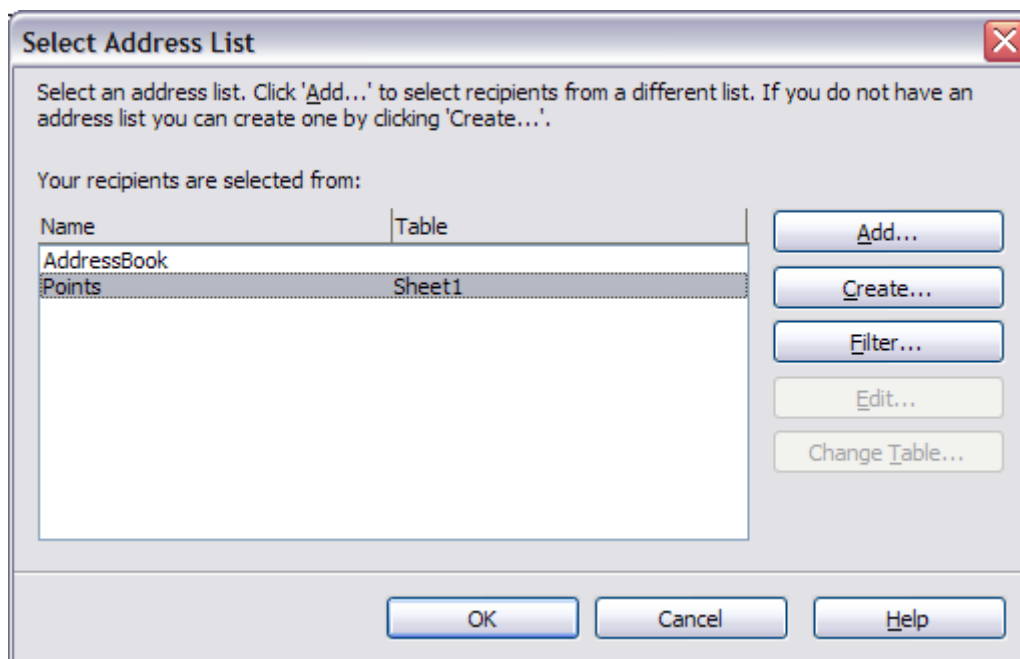 Select Address List
Select an address list. Click 'Add...' to select recipients from a different list. If you do not have an
address list you can create one by clicking 'Create...'.
Your recipients are selected from:
Name Table
AddressBook
Points Sheet1
Add...
Create...
Filter...
Edit...
Change Table...
OK Cancel Help